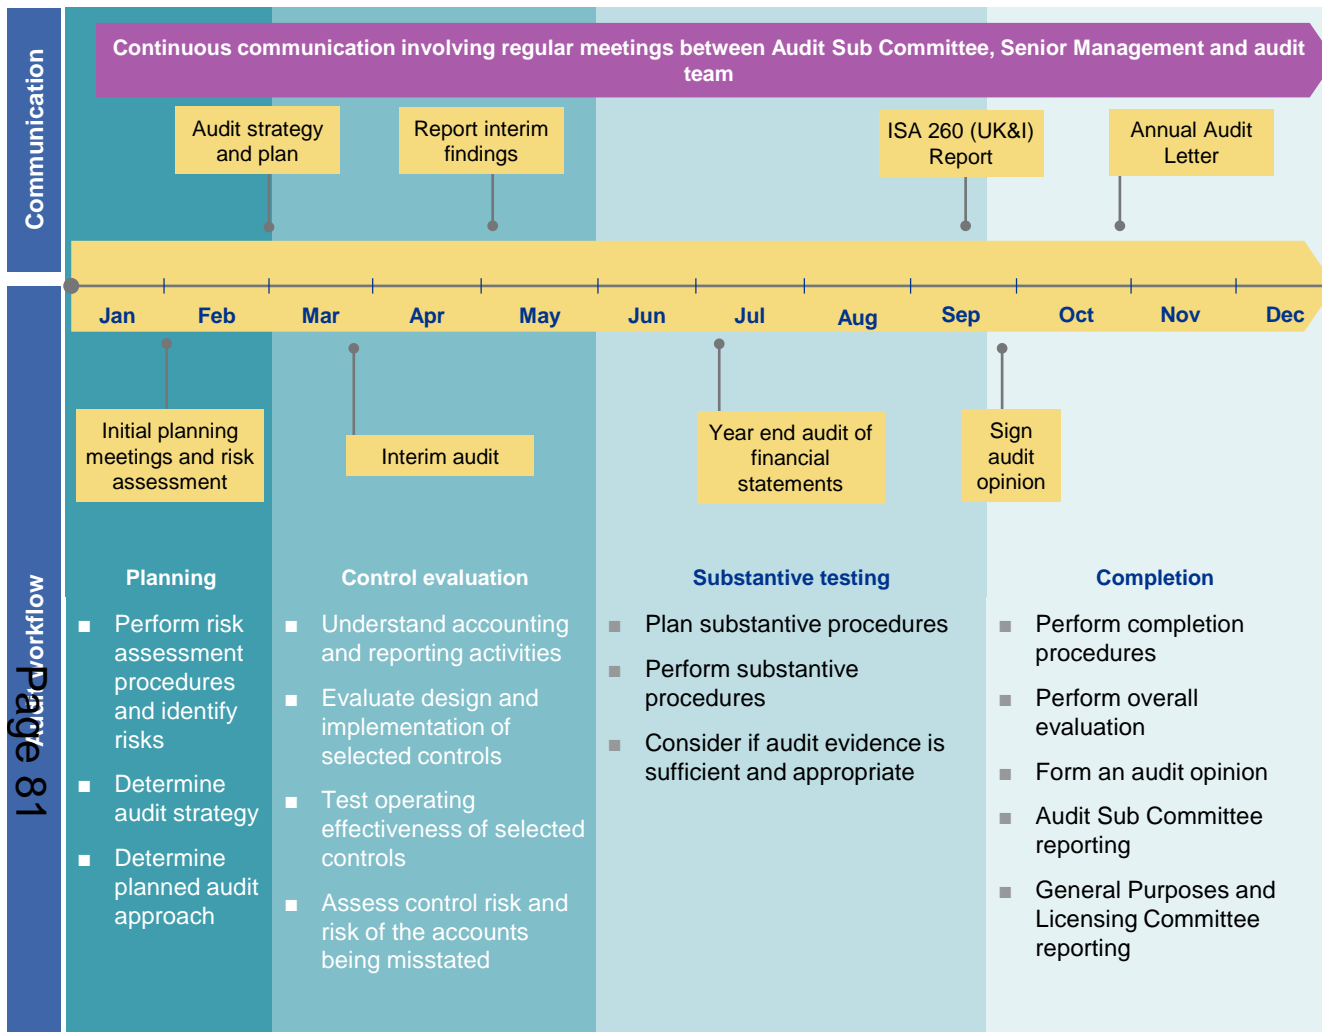 Communication
Continuous communication involving regular meetings between Audit Sub Committee, Senior Management and audit
team
Audit strategy
and plan
Report interim
findings
ISA 260 (UK&I)
Report
Annual Audit
Letter
Jan
Feb
Mar
Apr
May
Jun
Jul
Aug
Sep
Oct
Nov
Dec
Initial planning
meetings and risk
assessment
Interim audit
Year end audit of
financial
statements
Sign
audit
opinion
Audit workflow
Page 81
Planning
■ Perform risk
assessment
procedures
and identify
risks
■ Determine
audit strategy
■ Determine
planned audit
approach
Control evaluation
■ Understand accounting
and reporting activities
■ Evaluate design and
implementation of
selected controls
■ Test operating
effectiveness of selected
controls
■ Assess control risk and
risk of the accounts
being misstated
Substantive testing
■ Plan substantive procedures
■ Perform substantive
procedures
■ Consider if audit evidence is
sufficient and appropriate
Completion
■ Perform completion
procedures
■ Perform overall
evaluation
■ Form an audit opinion
■ Audit Sub Committee
reporting
■ General Purposes and
Licensing Committee
reporting